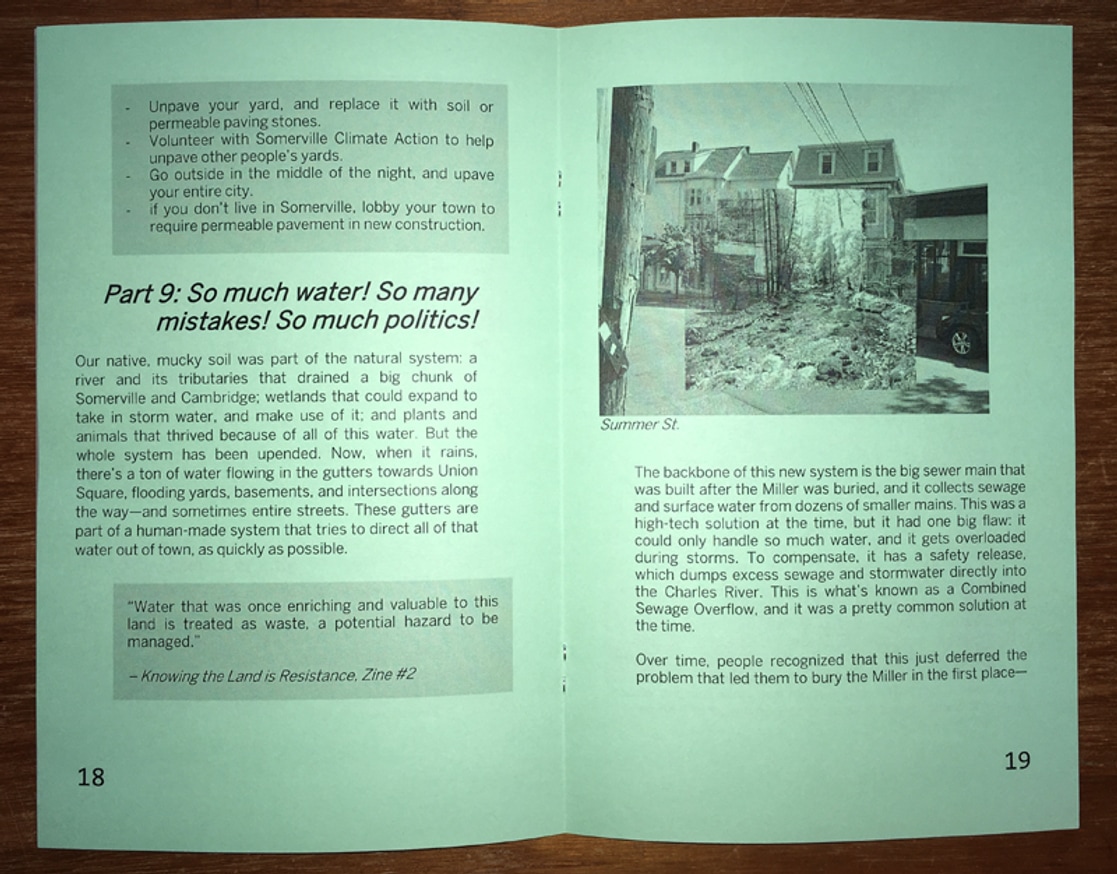 - Unpave your yard, and replace it with soil or
permeable paving stones.
- Volunteer with Somerville Climate Action to help
unpave other people's yards.
- Go outside in the middle of the night, and upave
your entire city.
- if you don't live in Somerville, lobby your town to
require permeable pavement in new construction.
Part 9: So much water! So many
mistakes! So much politics!
Our native, mucky soil was part of the natural system: a
river and its tributaries that drained a big chunk of
Somerville and Cambridge; wetlands that could expand to
take in storm water, and make use of it; and plants and
animals that thrived because of all of this water. But the
whole system has been upended. Now, when it rains,
there's a ton of water flowing in the gutters towards Union
Square, flooding yards, basements, and intersections along
the way—and sometimes entire streets. These gutters are
part of a human-made system that tries to direct all of that
water out of town, as quickly as possible.
"Water that was once enriching and valuable to this
land is treated as waste, a potential hazard to be
managed."
– Knowing the Land is Resistance, Zine #2
18
Summer St.
The backbone of this new system is the big sewer main that
was built after the Miller was buried, and it collects sewage
and surface water from dozens of smaller mains. This was a
high-tech solution at the time, but it had one big flaw: it
could only handle so much water, and it gets overloaded
during storms. To compensate, it has a safety release,
which dumps excess sewage and stormwater directly into
the Charles River. This is what's known as a Combined
Sewage Overflow, and it was a pretty common solution at
the time.
Over time, people recognized that this just deferred the
problem that led them to bury the Miller in the first place—
19